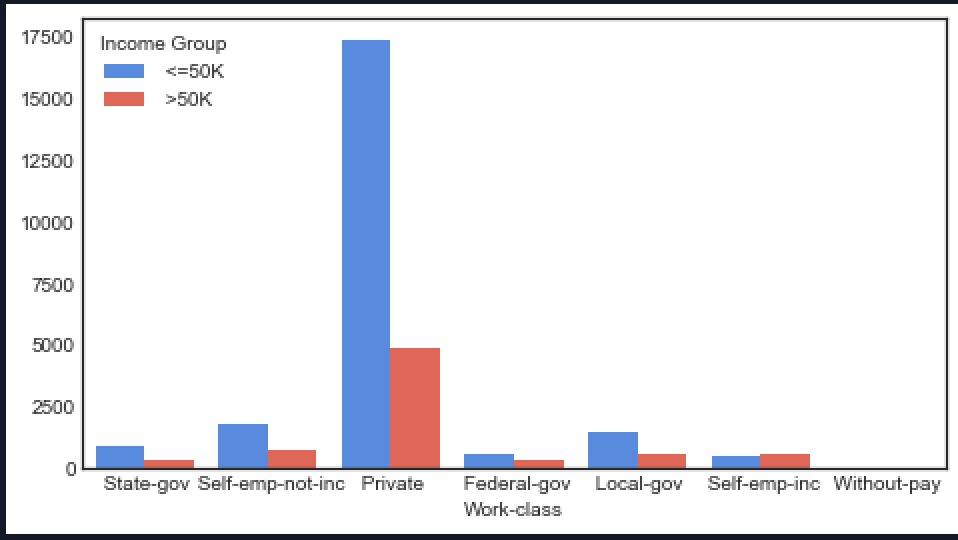 17500
15000
12500
10000
7500
5000
2500
0
Income Group
<=50K
>50K
State-gov Self-emp-not-inc Private Federal-gov Local-gov Self-emp-inc Without-pay
Work-class